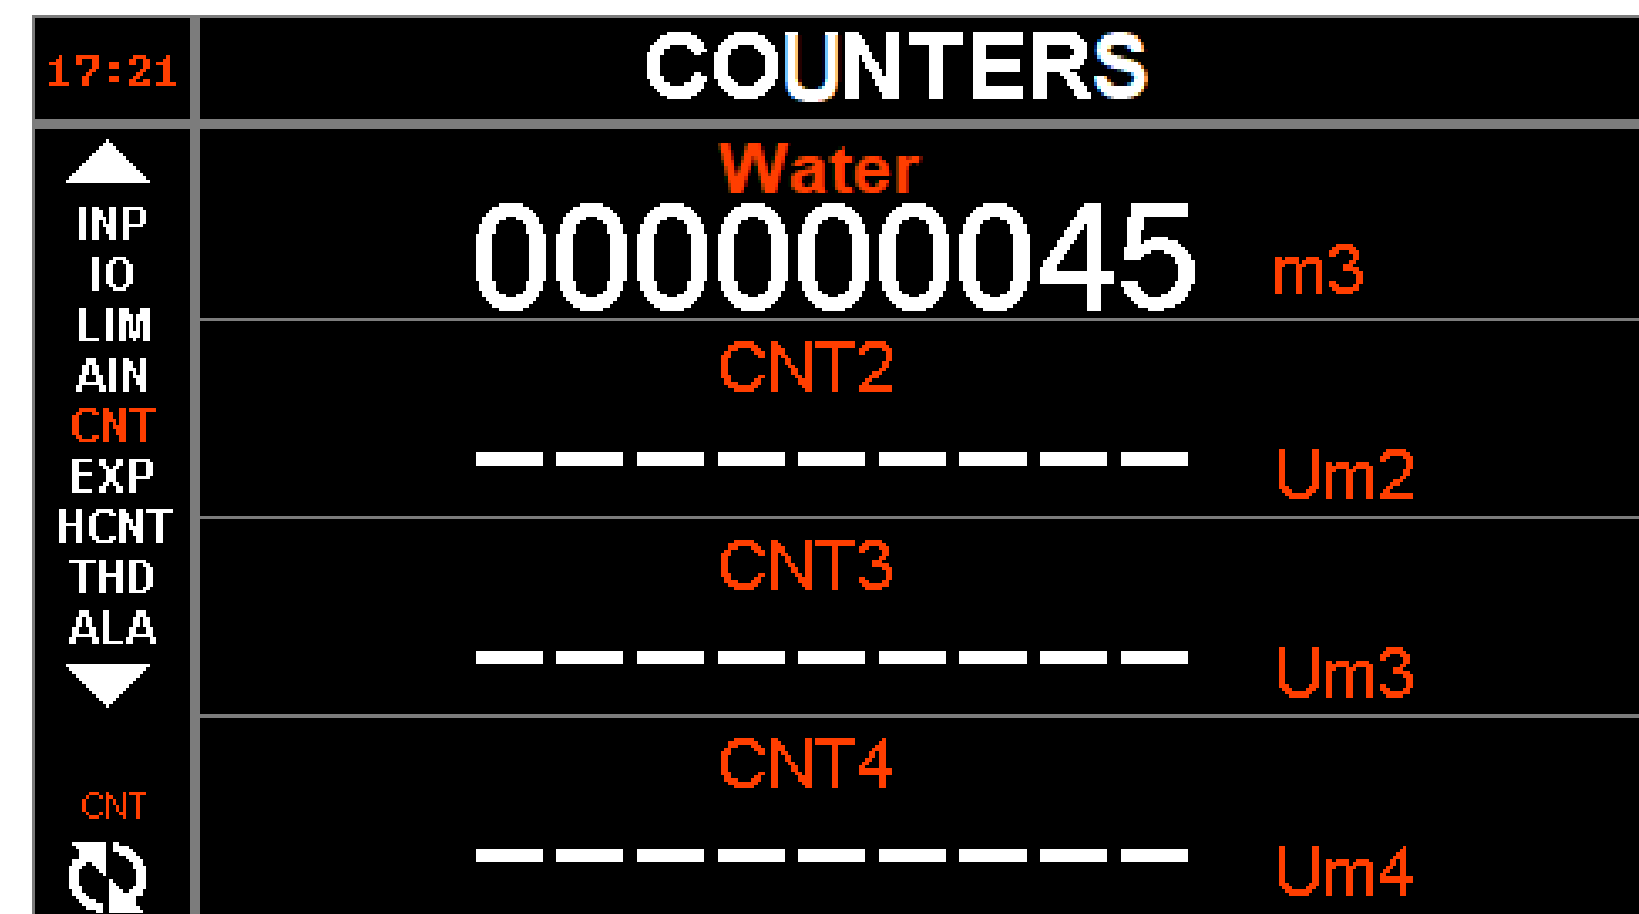 17:21
COUNTERS
INP
IO
LIM
AIN
CNT
EXP
HCNT
THD
ALA
CNT
Water
000000045 m3
CNT2
--------- Um2
CNT3
--------- Um3
CNT4
--------- Um4